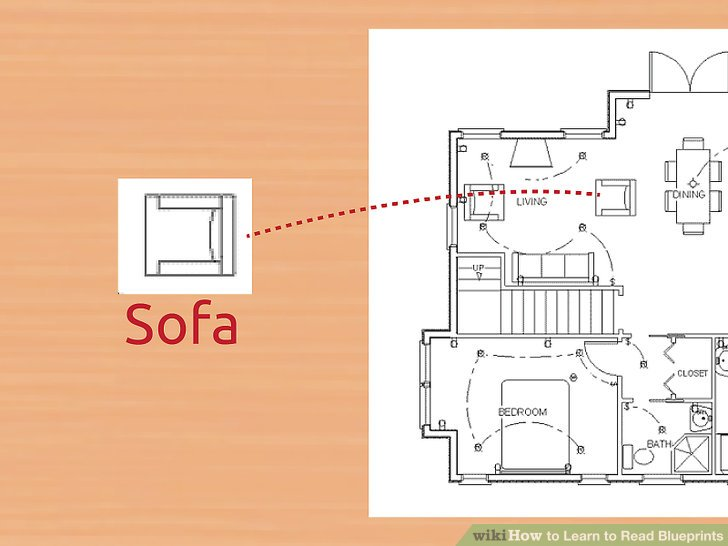 Sofa
LIVING
DINING
UP
CLOSET
BEDROOM
BATH
wikiHow to Learn to Read Blueprints